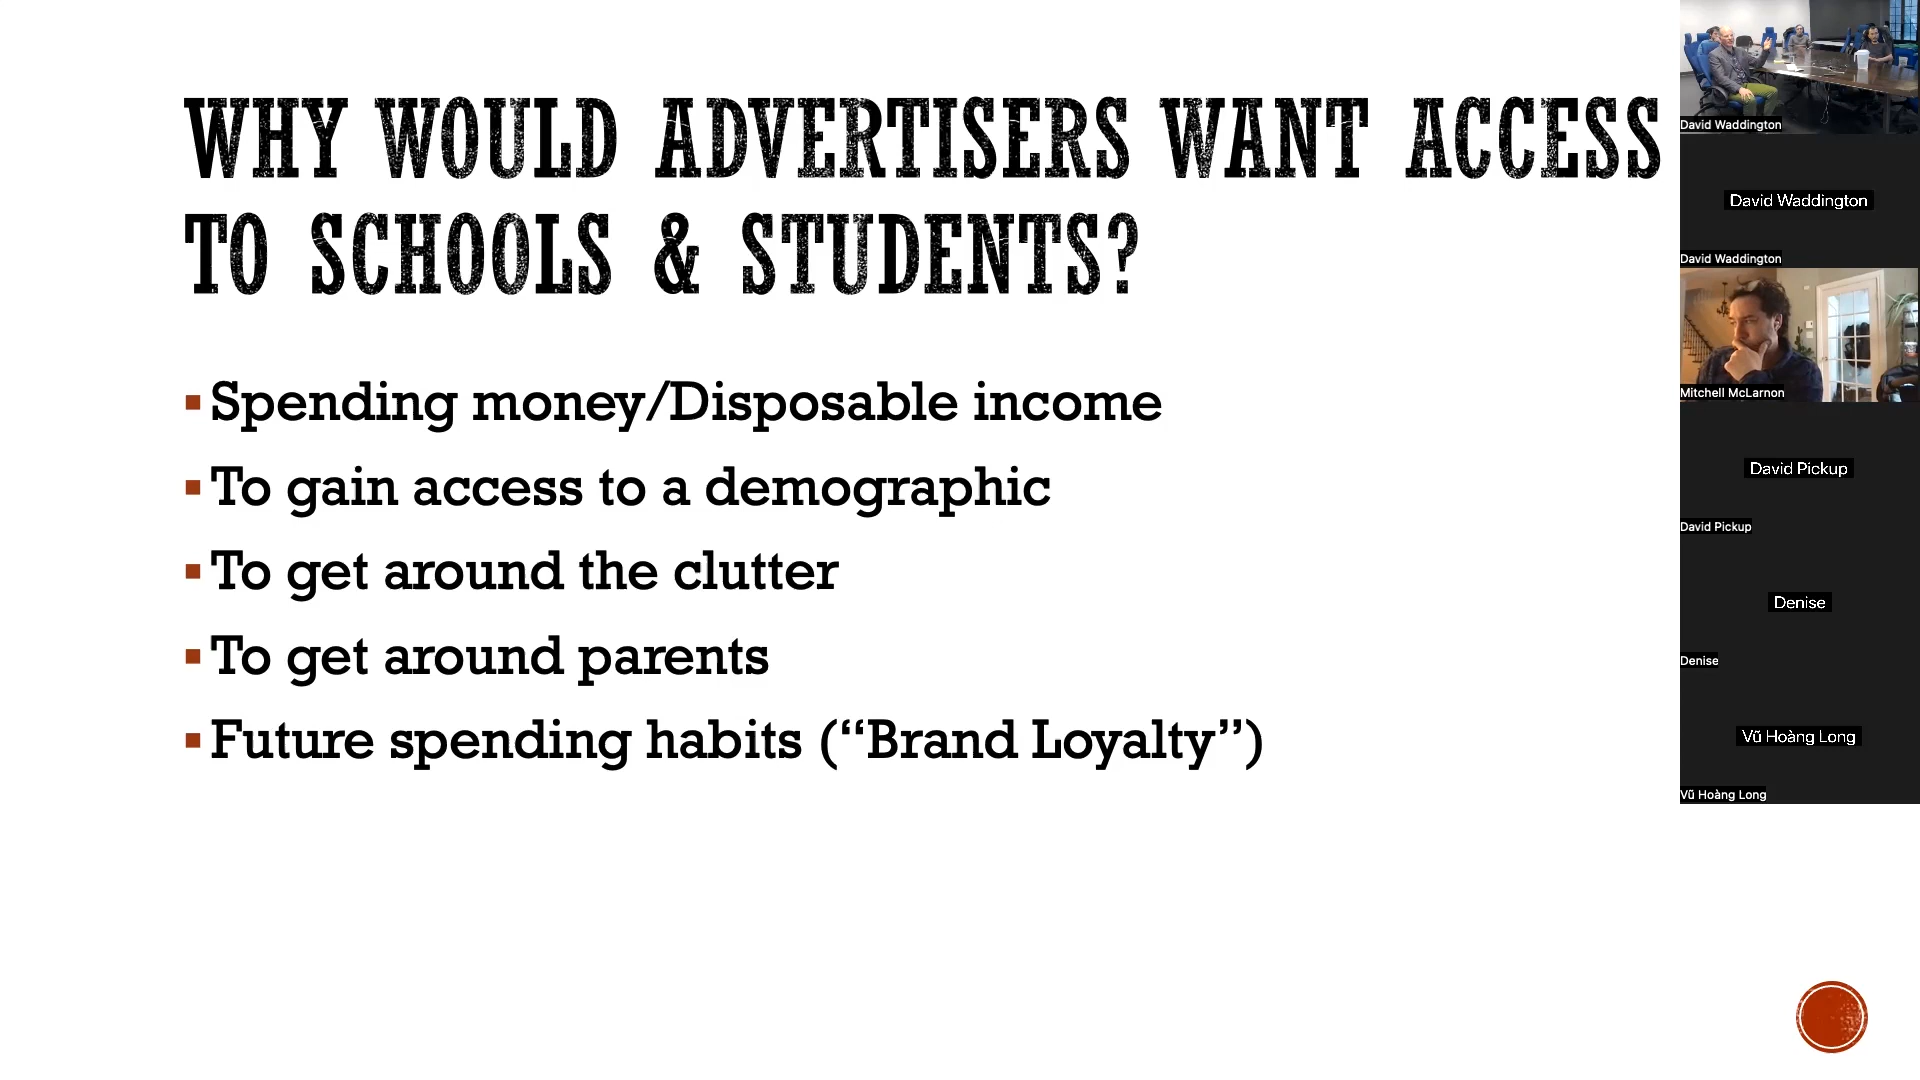 WHY WOULD ADVERTISERS WANT ACCESS
TO SCHOOLS & STUDENTS?
▪Spending money/Disposable income
▪To gain access to a demographic
▪To get around the clutter
▪To get around parents
▪Future spending habits (“Brand Loyalty”)
David Waddington
David Waddington
David Waddington
Mitchell McLarnon
David Pickup
David Pickup
Denise
Denise
Vũ Hoàng Long
Vũ Hoàng Long